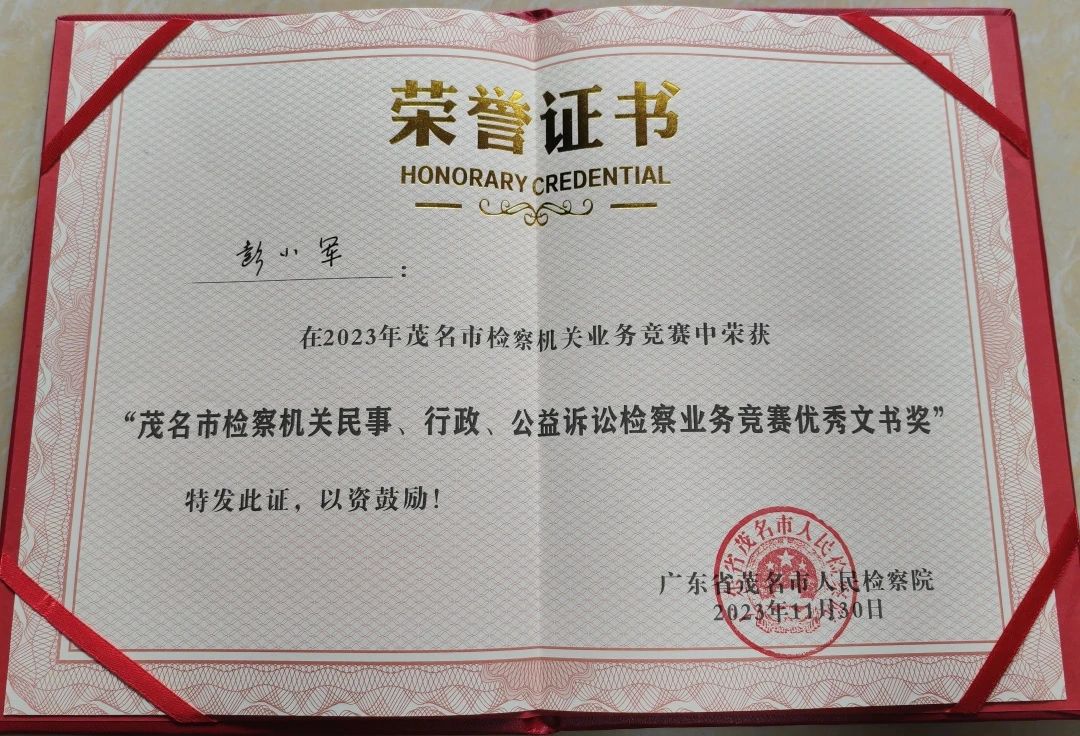 荣誉证书
HONORARY CREDENTIAL
彭小军：
在2023年茂名市检察机关业务竞赛中荣获
“茂名市检察机关民事、行政、公益诉讼检察业务竞赛优秀文书奖”
特发此证，以资鼓励！
广东省茂名市人民检察院
2023年11月30日